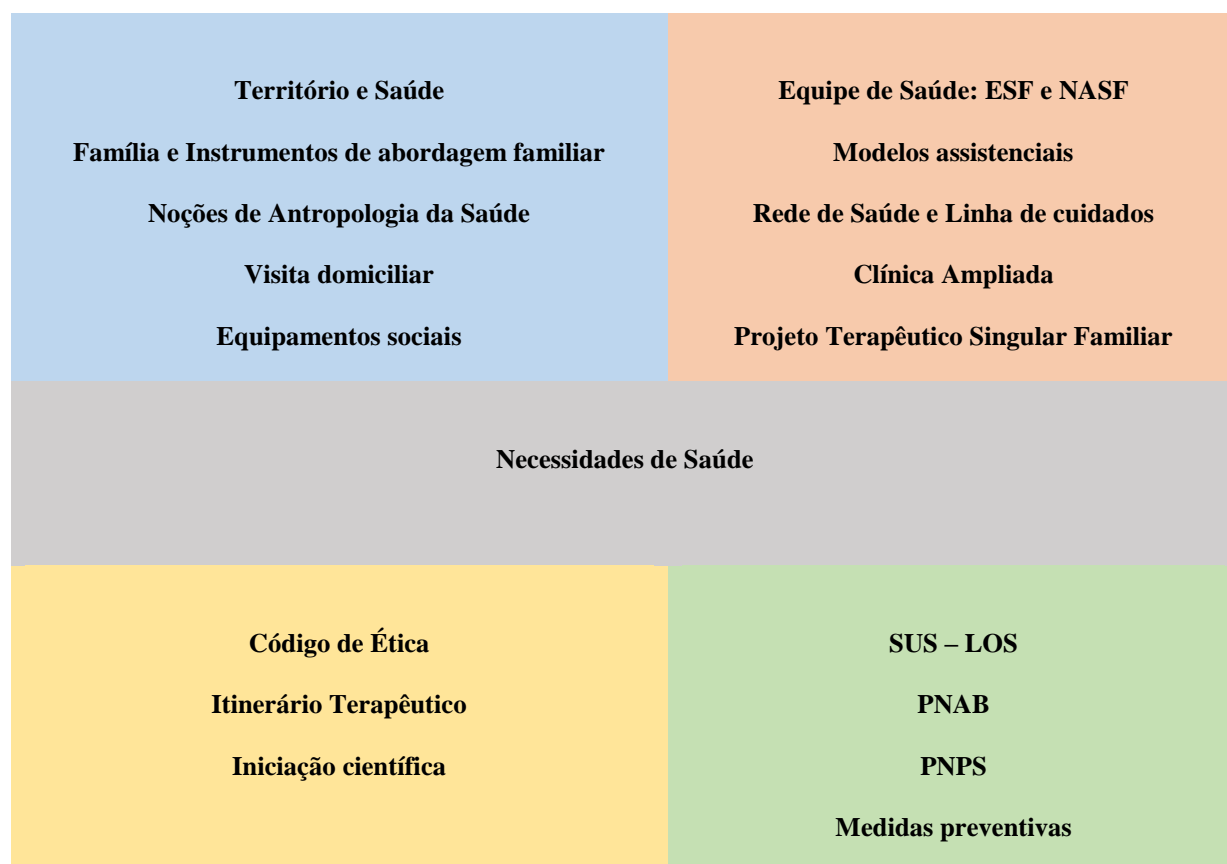 Território e Saúde
Família e Instrumentos de abordagem familiar
Noções de Antropologia da Saúde
Visita domiciliar
Equipamentos sociais
Equipe de Saúde: ESF e NASF
Modelos assistenciais
Rede de Saúde e Linha de cuidados
Clínica Ampliada
Projeto Terapêutico Singular Familiar
Necessidades de Saúde
Código de Ética
Itinerário Terapêutico
Iniciação científica
SUS – LOS
PNAB
PNPS
Medidas preventivas